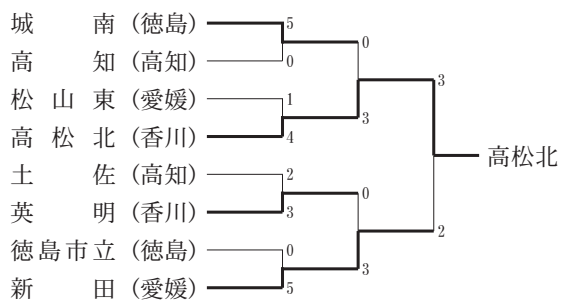 城南（徳島） 5
高知（高知） 0
0
松山東（愛媛） 1
高松北（香川） 4
3
3
高松北
土佐（高知） 2
英明（香川） 3
0
2
徳島市立（徳島） 0
新田（愛媛） 5
3